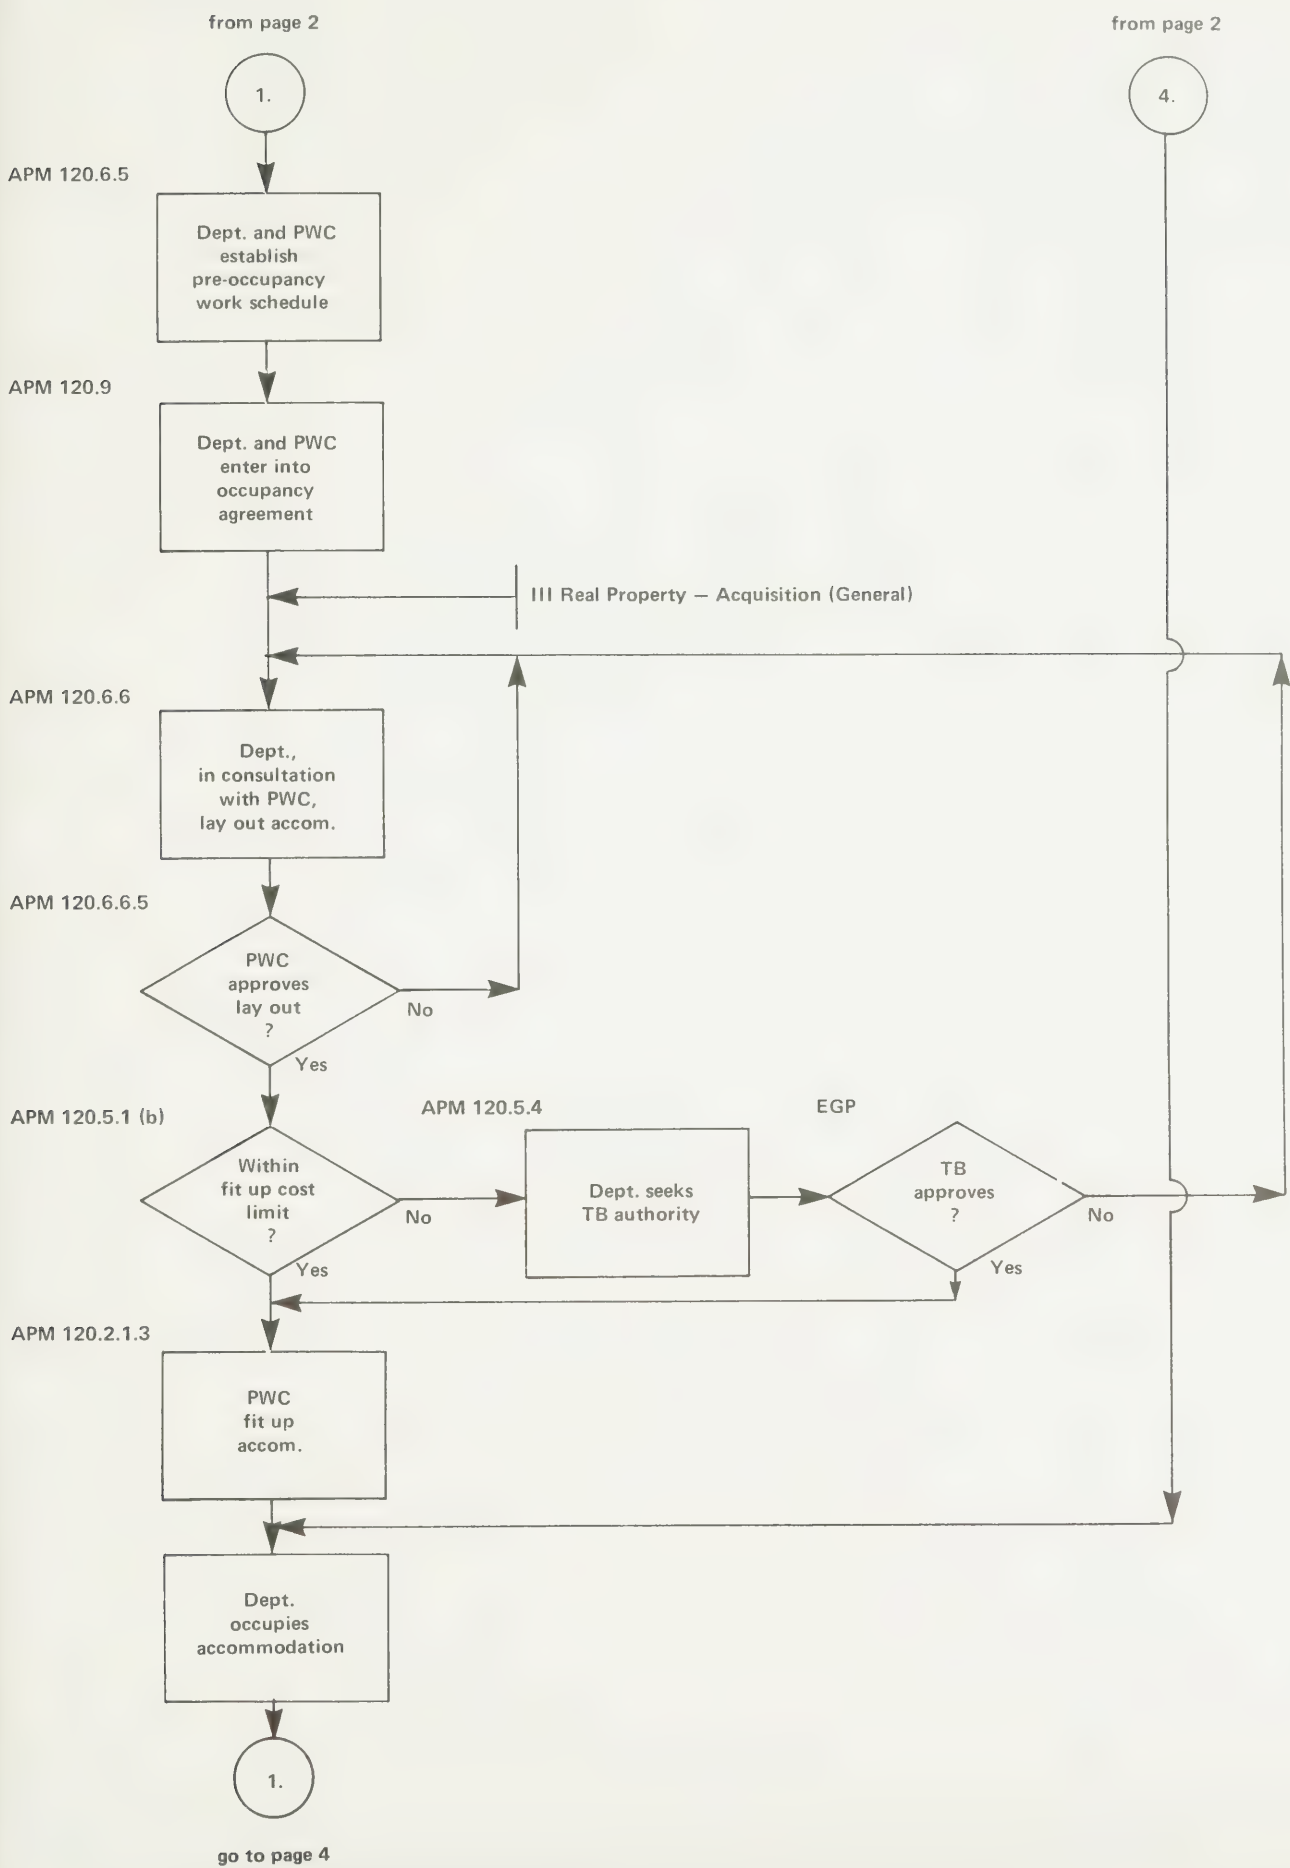 from page 2
from page 2
1.
4.
APM 120.6.5
Dept. and PWC
establish
pre-occupancy
work schedule
APM 120.9
Dept. and PWC
enter into
occupancy
agreement
III Real Property — Acquisition (General)
APM 120.6.6
Dept.,
in consultation
with PWC,
lay out accom.
APM 120.6.6.5
PWC
approves
lay out
?
No
Yes
APM 120.5.1 (b)
Within
fit up cost
limit
?
No
Yes
APM 120.5.4
Dept. seeks
TB authority
EGP
TB
approves
?
No
Yes
APM 120.2.1.3
PWC
fit up
accom.
Dept.
occupies
accommodation
1.
go to page 4